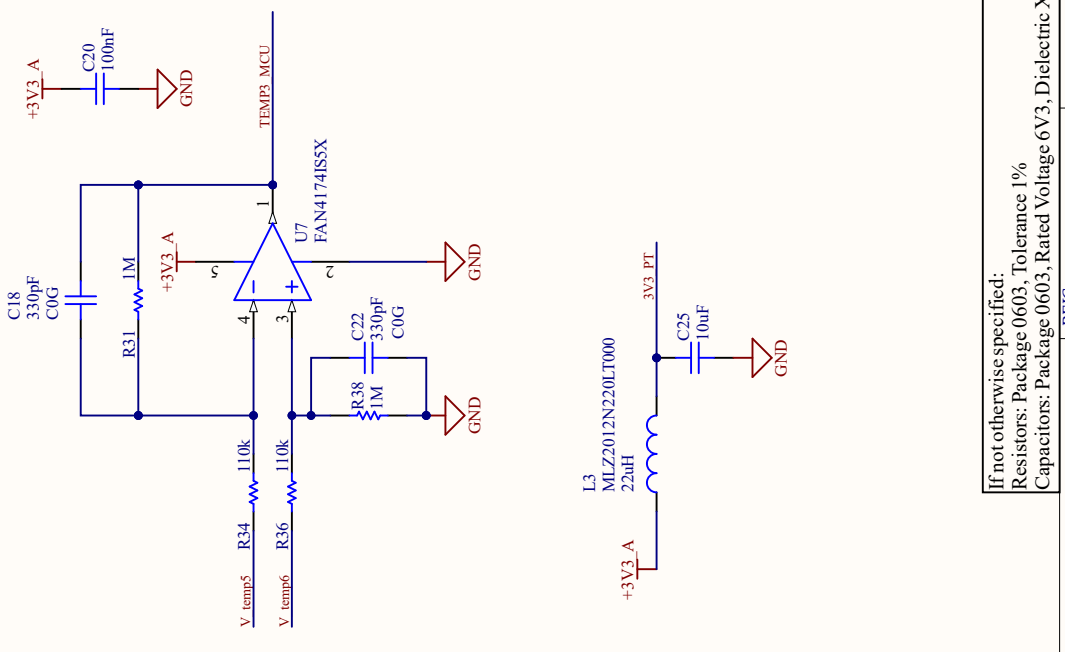 +3V3_A
C20
100nF
GND
TEMP3_MCU
C18
330pF
C0G
R31
1M
+3V3_A
5
1
U7
FAN4174IS5X
4
3
2
GND
R34
110k
R36
110k
V_temp5
V_temp6
R38
1M
C22
330pF
C0G
GND
L3
MLZ2012N220LT000
22uH
+3V3_A
3V3_PT
C25
10uF
GND
If not otherwise specified:
Resistors: Package 0603, Tolerance 1%
Capacitors: Package 0603, Rated Voltage 6V3, Dielectric X